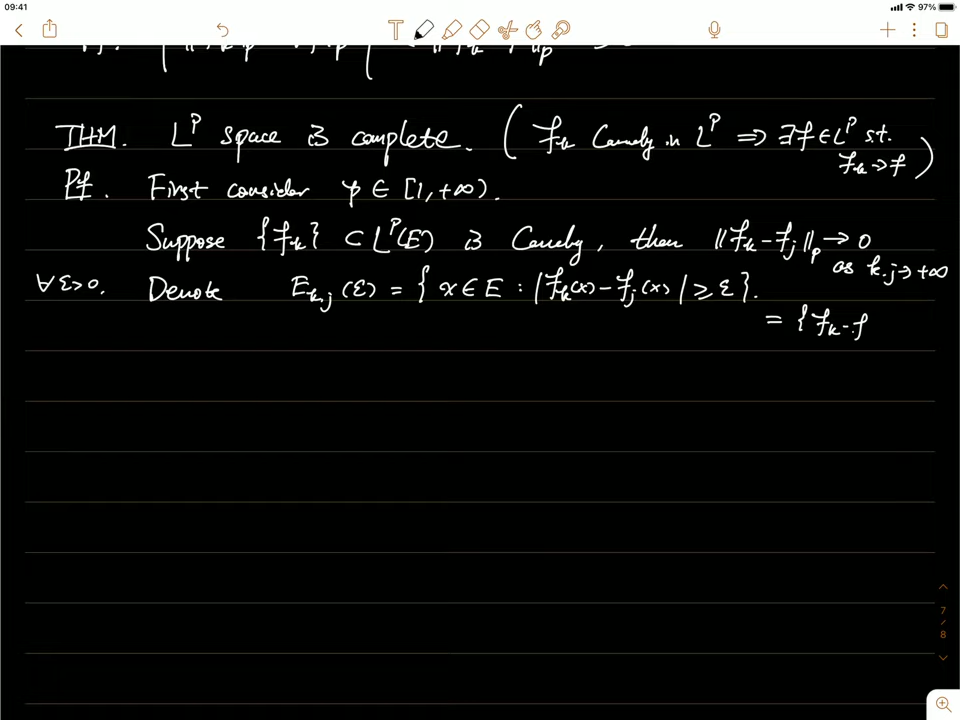 09:41
97%
THM. L^p space is complete. ( f_k Cauchy in L^p ⇒ ∃ f ∈ L^p s.t. f_k → f )
Pf. First consider p ∈ [1, +∞).
Suppose {f_k} ⊂ L^p(E) is Cauchy, then ‖f_k - f_j‖_p → 0 as k.j → +∞
∀ε>0. Denote E_{k,j}(ε) = { x ∈ E : |f_k(x) - f_j(x)| ≥ ε }.
= { f_k - f
7
/
8